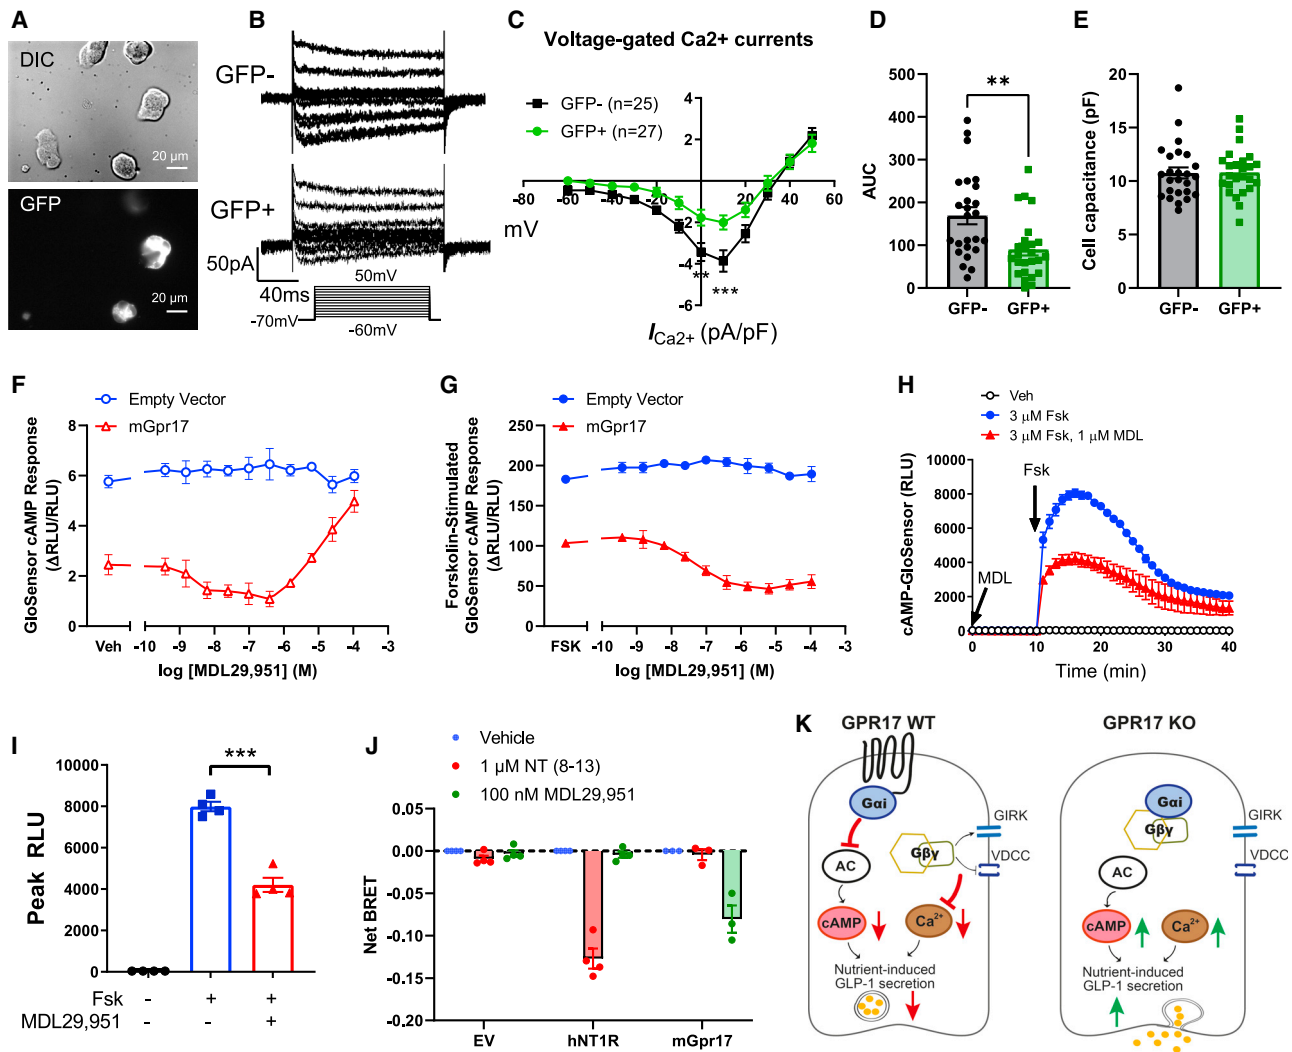 A
DIC
20 µm
GFP
20 µm
B
GFP-
GFP+
50pA
40ms
50mV
-70mV
-60mV
C
Voltage-gated Ca2+ currents
GFP- (n=25)
GFP+ (n=27)
4
2
-80 -60 -40 -20 20 40 60
mV
-2
-4
-6
**
***
ICa2+ (pA/pF)
D
**
AUC
500
400
300
200
100
0
GFP- GFP+
E
Cell capacitance (pF)
20
15
10
5
0
GFP- GFP+
F
Empty Vector
mGpr17
GloSensor cAMP Response
(ΔRLU/RLU)
8
6
4
2
0
Veh -10 -9 -8 -7 -6 -5 -4 -3
log [MDL29,951] (M)
G
Empty Vector
mGpr17
Forskolin-Stimulated
GloSensor cAMP Response
(ΔRLU/RLU)
250
200
150
100
50
0
FSK -10 -9 -8 -7 -6 -5 -4 -3
log [MDL29,951] (M)
H
Veh
3 µM Fsk
3 µM Fsk, 1 µM MDL
cAMP-GloSensor (RLU)
10000
8000
6000
4000
2000
0
Fsk
MDL
0 10 20 30 40
Time (min)
I
***
Peak RLU
10000
8000
6000
4000
2000
0
Fsk - + +
MDL29,951 - - +
J
Vehicle
1 µM NT (8-13)
100 nM MDL29,951
Net BRET
0.05
0.00
-0.05
-0.10
-0.15
-0.20
EV hNT1R mGpr17
K
GPR17 WT
Gαi
Gβγ
GIRK
VDCC
AC
cAMP
Ca2+
Nutrient-induced
GLP-1 secretion
GPR17 KO
Gαi
Gβγ
GIRK
VDCC
AC
cAMP
Ca2+
Nutrient-induced
GLP-1 secretion